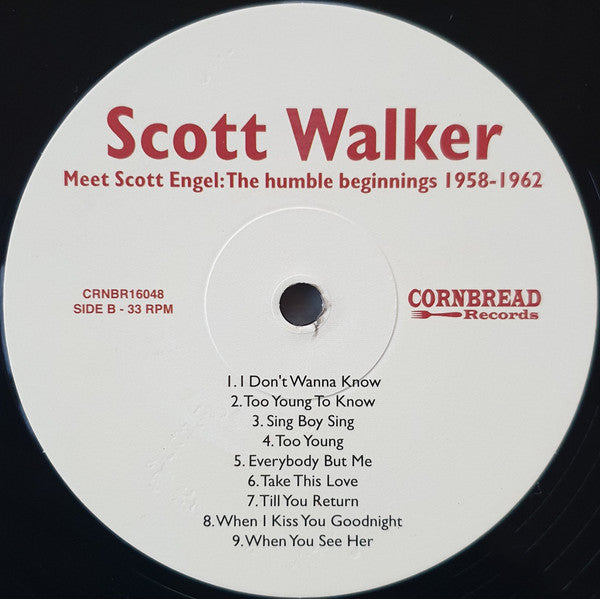 Scott Walker
Meet Scott Engel: The humble beginnings 1958-1962
CRNBR16048
SIDE B - 33 RPM
CORNBREAD
Records
1. I Don't Wanna Know
2. Too Young To Know
3. Sing Boy Sing
4. Too Young
5. Everybody But Me
6. Take This Love
7. Till You Return
8. When I Kiss You Goodnight
9. When You See Her